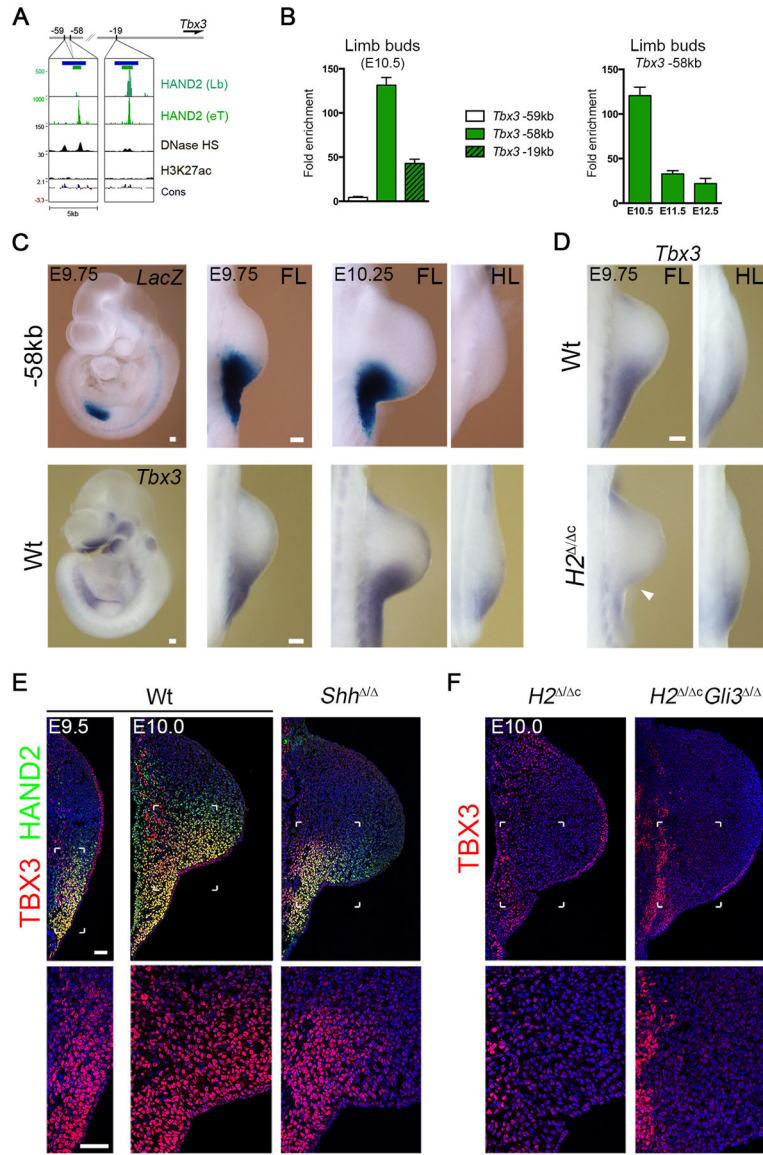 A
-59 -58 -19 Tbx3
500
HAND2 (Lb)
1000
HAND2 (eT)
150
DNase HS
30
H3K27ac
2.1
Cons
-3.3
5kb
B
Limb buds
(E10.5)
Fold enrichment
150
100
50
0
Tbx3 -59kb
Tbx3 -58kb
Tbx3 -19kb
Limb buds
Tbx3 -58kb
Fold enrichment
150
100
50
0
E10.5 E11.5 E12.5
C
-58kb
E9.75 LacZ
E9.75 FL
E10.25 FL
HL
Wt
Tbx3
D
Tbx3
E9.75 FL
HL
Wt
H2Δ/Δc
E
Wt
ShhΔ/Δ
E9.5
E10.0
TBX3 HAND2
F
H2Δ/Δc
H2Δ/ΔcGli3Δ/Δ
E10.0
TBX3